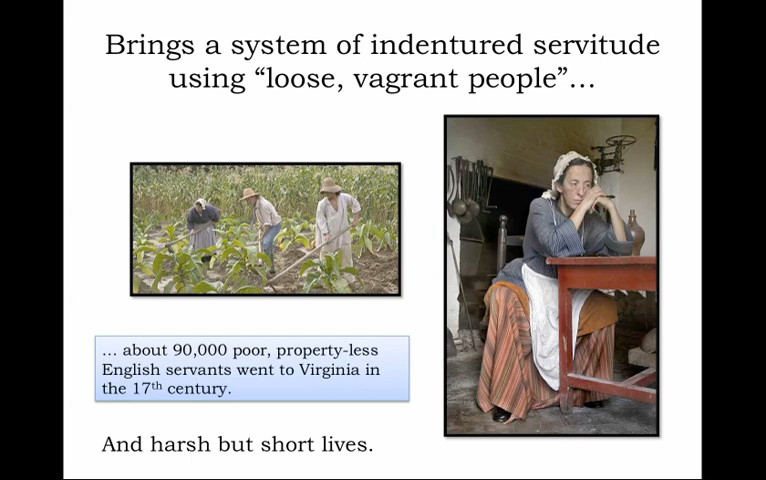 Brings a system of indentured servitude
using “loose, vagrant people”…
… about 90,000 poor, property-less
English servants went to Virginia in
the 17th century.
And harsh but short lives.